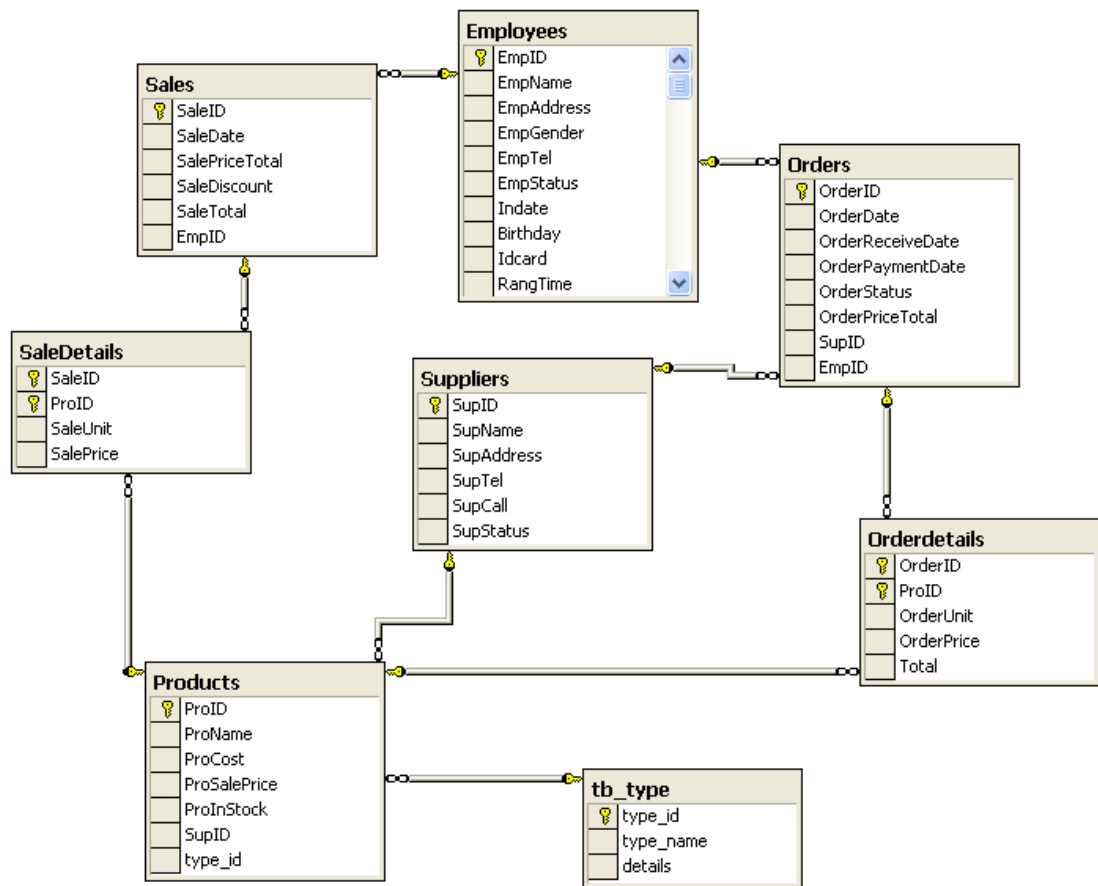 Employees
EmpID
EmpName
EmpAddress
EmpGender
EmpTel
EmpStatus
Indate
Birthday
Idcard
RangTime
Sales
SaleID
SaleDate
SalePriceTotal
SaleDiscount
SaleTotal
EmpID
Orders
OrderID
OrderDate
OrderReceiveDate
OrderPaymentDate
OrderStatus
OrderPriceTotal
SupID
EmpID
SaleDetails
SaleID
ProID
SaleUnit
SalePrice
Suppliers
SupID
SupName
SupAddress
SupTel
SupCall
SupStatus
Orderdetails
OrderID
ProID
OrderUnit
OrderPrice
Total
Products
ProID
ProName
ProCost
ProSalePrice
ProInStock
SupID
type_id
tb_type
type_id
type_name
details